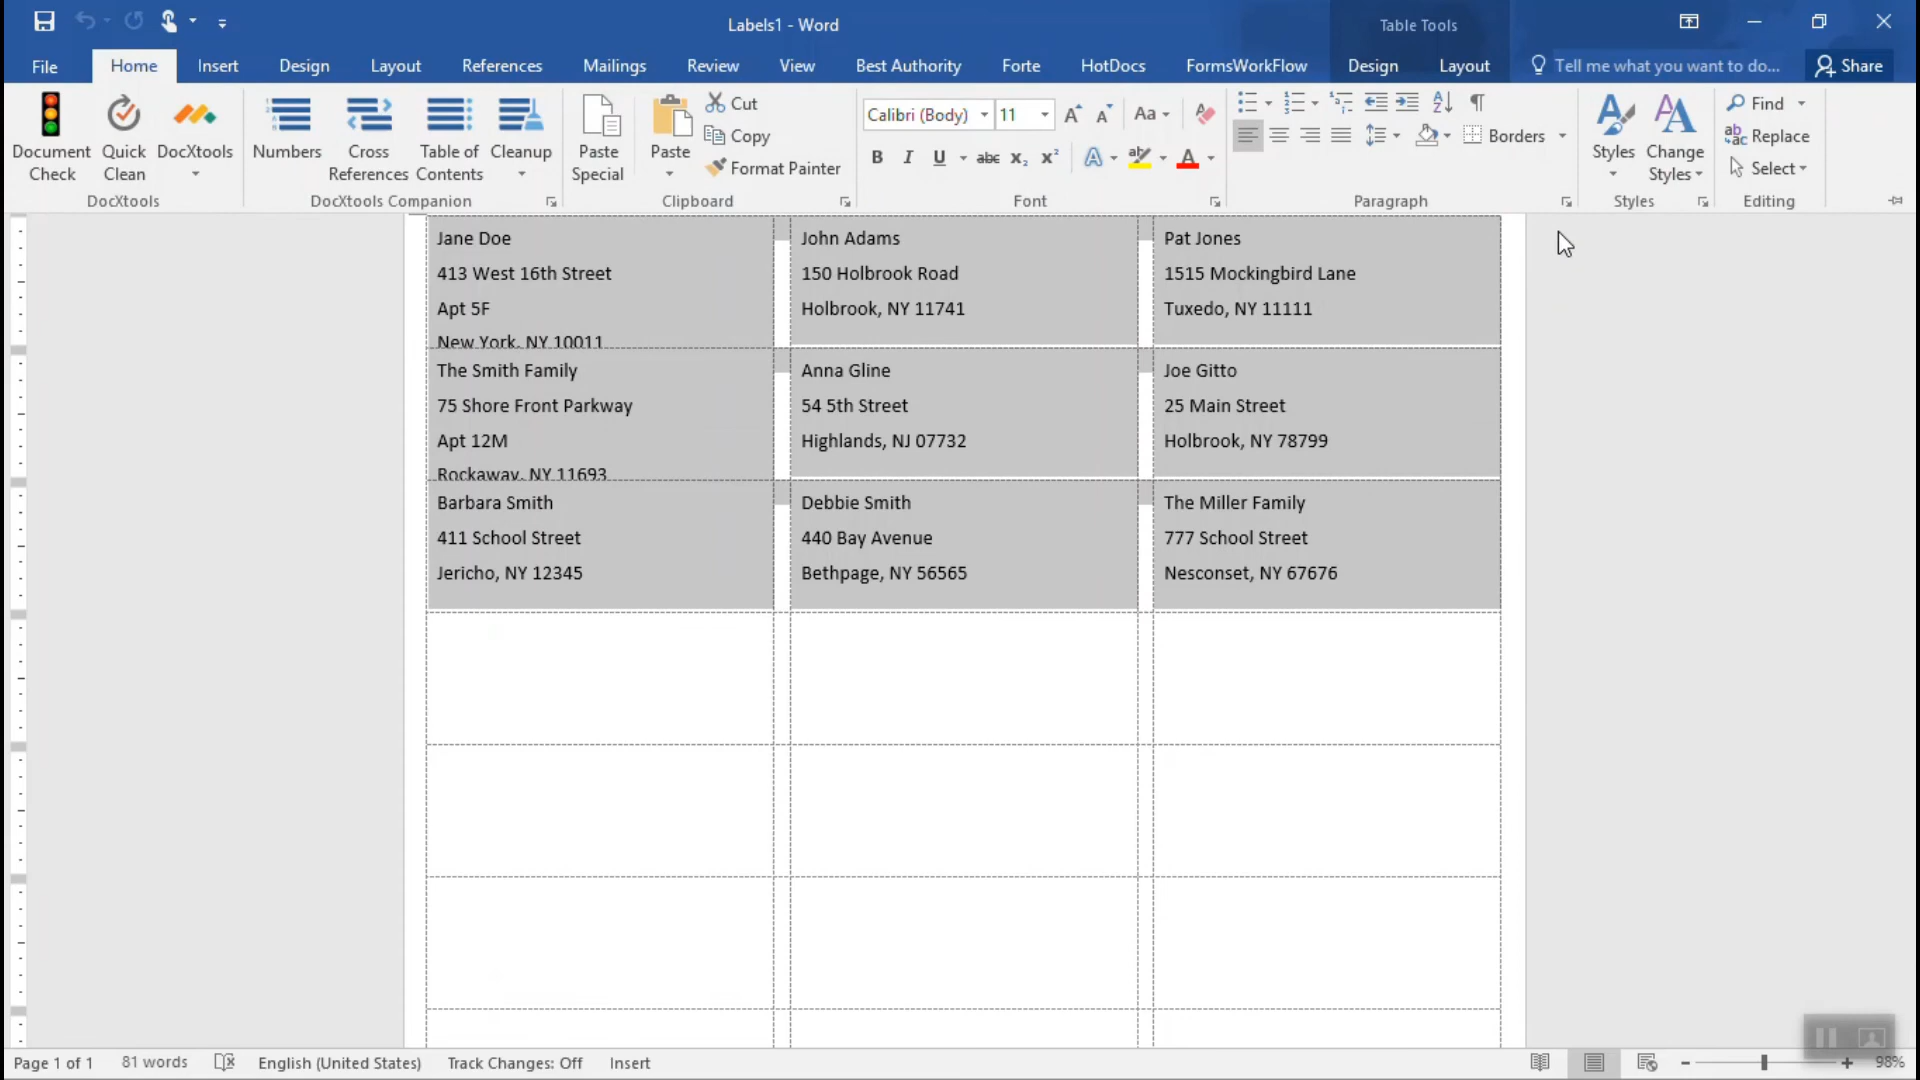 Labels1 - Word
Table Tools
File Home Insert Design Layout References Mailings Review View Best Authority Forte HotDocs FormsWorkFlow Design Layout Tell me what you want to do... Share
Document Check
Quick Clean
DocXtools
DocXtools
Numbers
Cross References
Table of Contents
Cleanup
DocXtools Companion
Paste Special
Paste
Cut
Copy
Format Painter
Clipboard
Calibri (Body) 11
Aa
B I U abc x₂ x² A ab A
Font
Borders
Paragraph
Styles
Change Styles
Styles
Find
Replace
Select
Editing
Jane Doe
413 West 16th Street
Apt 5F
New York, NY 10011
John Adams
150 Holbrook Road
Holbrook, NY 11741
Pat Jones
1515 Mockingbird Lane
Tuxedo, NY 11111
The Smith Family
75 Shore Front Parkway
Apt 12M
Rockaway, NY 11693
Anna Gline
54 5th Street
Highlands, NJ 07732
Joe Gitto
25 Main Street
Holbrook, NY 78799
Barbara Smith
411 School Street
Jericho, NY 12345
Debbie Smith
440 Bay Avenue
Bethpage, NY 56565
The Miller Family
777 School Street
Nesconset, NY 67676
Page 1 of 1 81 words English (United States) Track Changes: Off Insert 98%